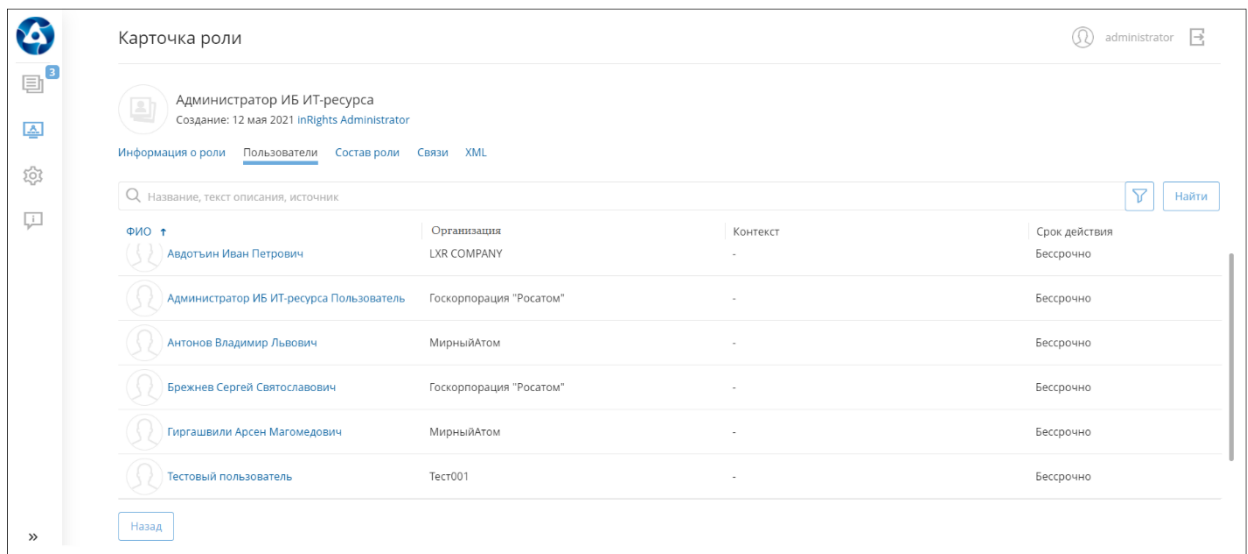 Карточка роли
administrator
3
Администратор ИБ ИТ-ресурса
Создание: 12 мая 2021 inRights Administrator
Информация о роли Пользователи Состав роли Связи XML
Название, текст описания, источник
Найти
ФИО ↑ Организация Контекст Срок действия
Авдотъин Иван Петрович LXR COMPANY - Бессрочно
Администратор ИБ ИТ-ресурса Пользователь Госкорпорация "Росатом" - Бессрочно
Антонов Владимир Львович МирныйАтом - Бессрочно
Брежнев Сергей Святославович Госкорпорация "Росатом" - Бессрочно
Гиргашвили Арсен Магомедович МирныйАтом - Бессрочно
Тестовый пользователь Тест001 - Бессрочно
Назад
»